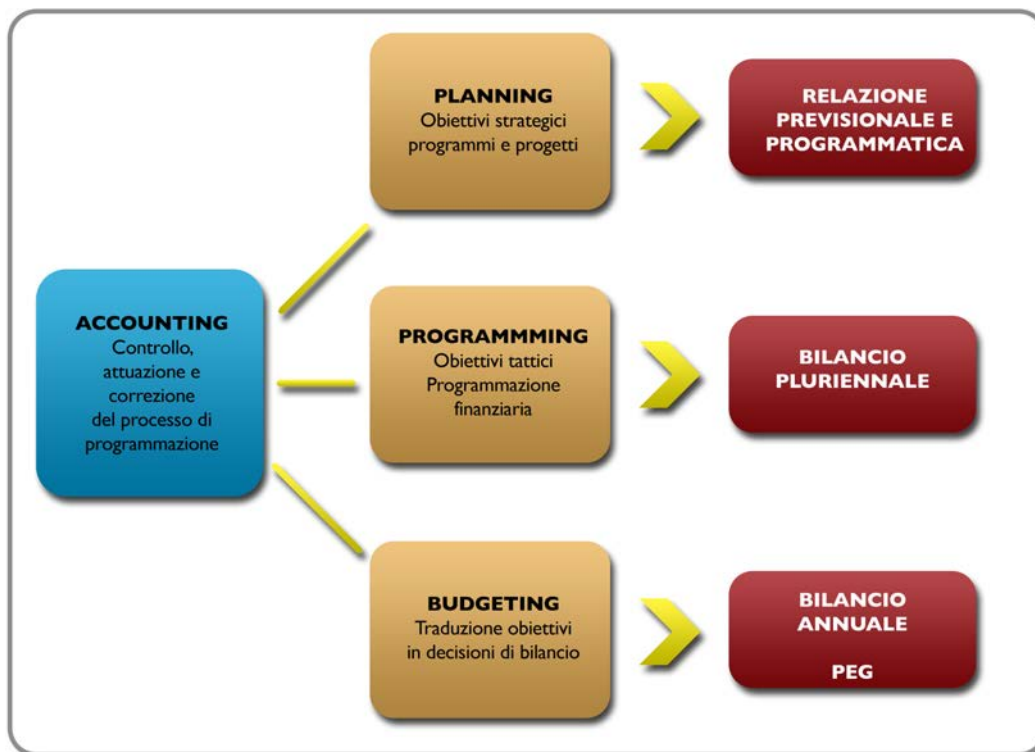 PLANNING
Obiettivi strategici
programmi e progetti
RELAZIONE
PREVISIONALE E
PROGRAMMATICA
ACCOUNTING
Controllo,
attuazione e
correzione
del processo di
programmazione
PROGRAMMMING
Obiettivi tattici
Programmazione
finanziaria
BILANCIO
PLURIENNALE
BUDGETING
Traduzione obiettivi
in decisioni di bilancio
BILANCIO
ANNUALE
PEG